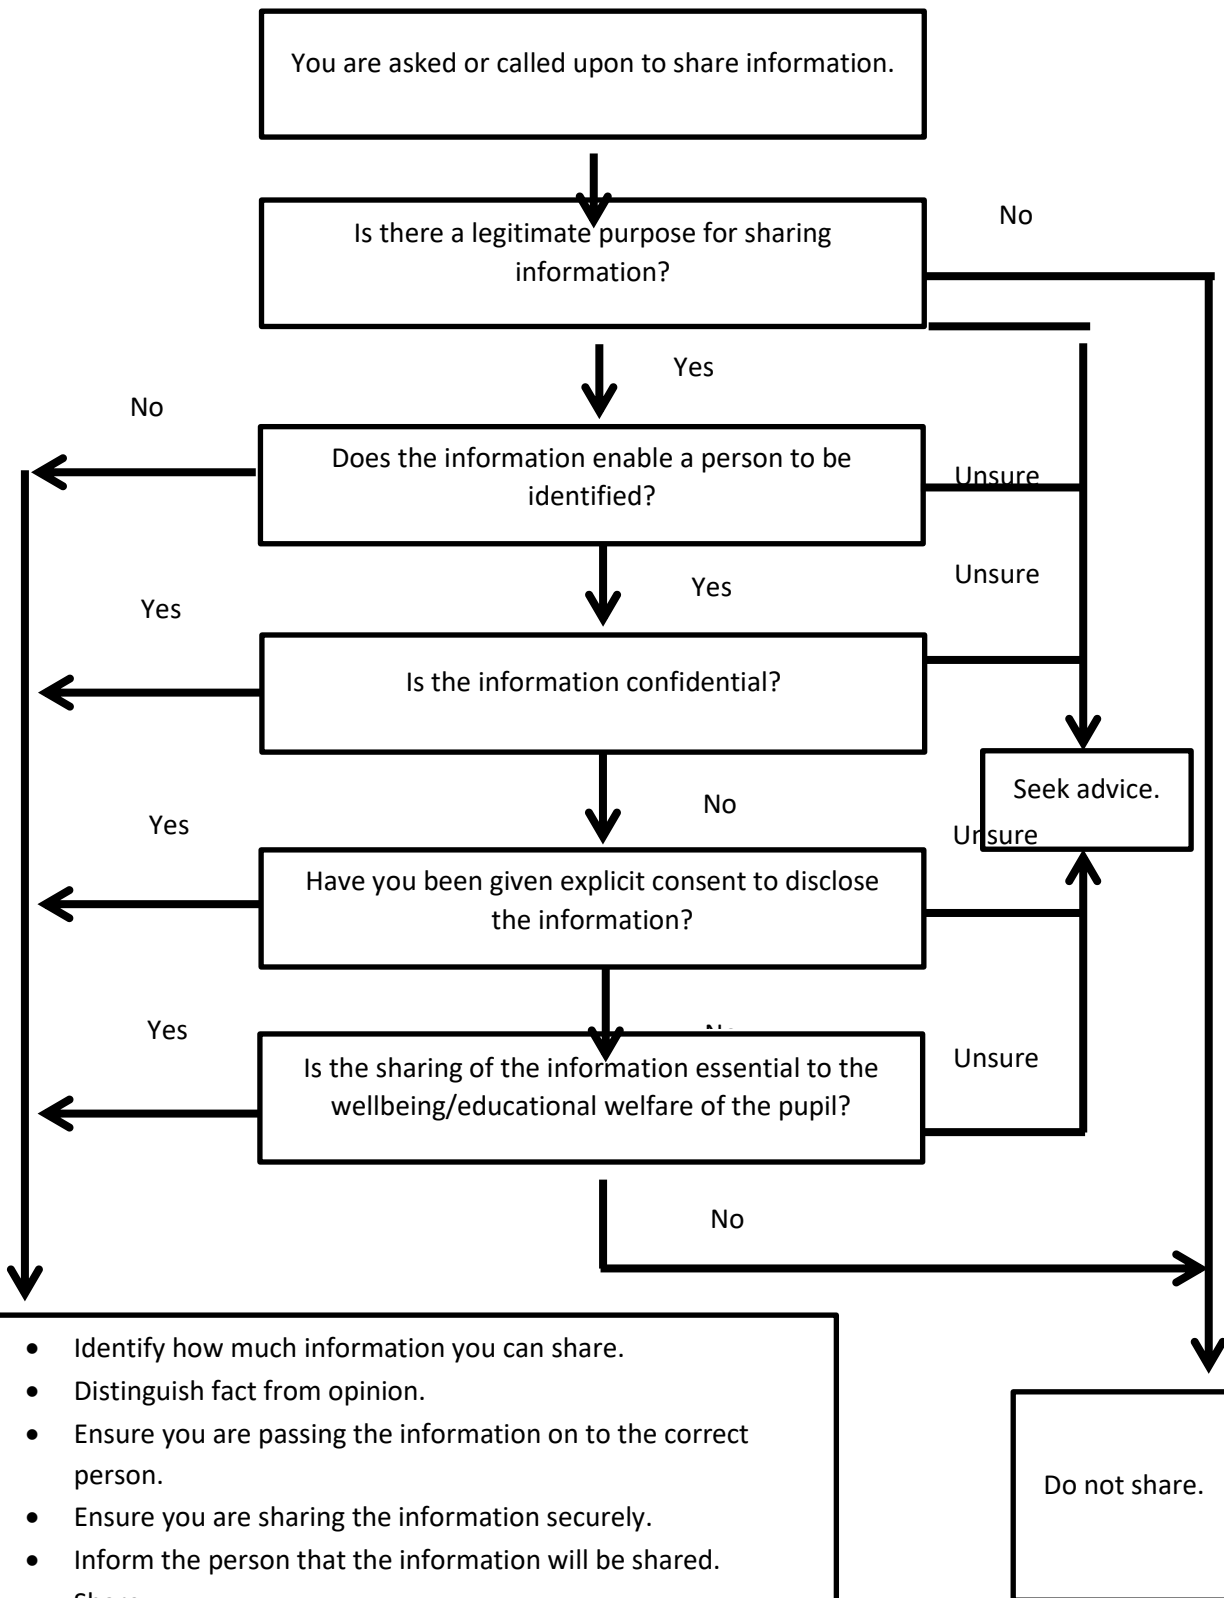 You are asked or called upon to share information.
Is there a legitimate purpose for sharing
information?
No
Yes
No
Does the information enable a person to be
identified?
Unsure
Unsure
Yes
Yes
Is the information confidential?
Seek advice.
No
Yes
Unsure
Have you been given explicit consent to disclose
the information?
Yes
Is the sharing of the information essential to the
wellbeing/educational welfare of the pupil?
Unsure
No
• Identify how much information you can share.
• Distinguish fact from opinion.
• Ensure you are passing the information on to the correct
person.
• Ensure you are sharing the information securely.
• Inform the person that the information will be shared.
Do not share.